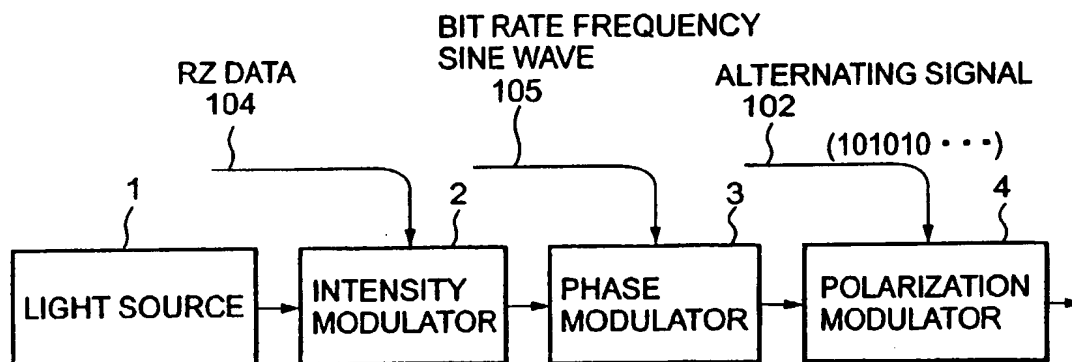 BIT RATE FREQUENCY
SINE WAVE
105
RZ DATA
104
ALTERNATING SIGNAL
102
(101010 · · ·)
1
2
3
4
LIGHT SOURCE
INTENSITY
MODULATOR
PHASE
MODULATOR
POLARIZATION
MODULATOR